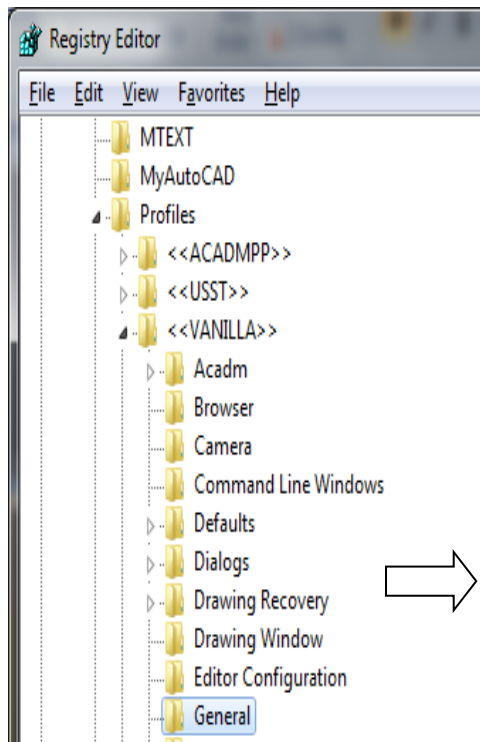 Registry Editor
File Edit View Favorites Help
MTEXT
MyAutoCAD
Profiles
<<ACADMPP>>
<<USST>>
<<VANILLA>>
Acadm
Browser
Camera
Command Line Windows
Defaults
Dialogs
Drawing Recovery
Drawing Window
Editor Configuration
General